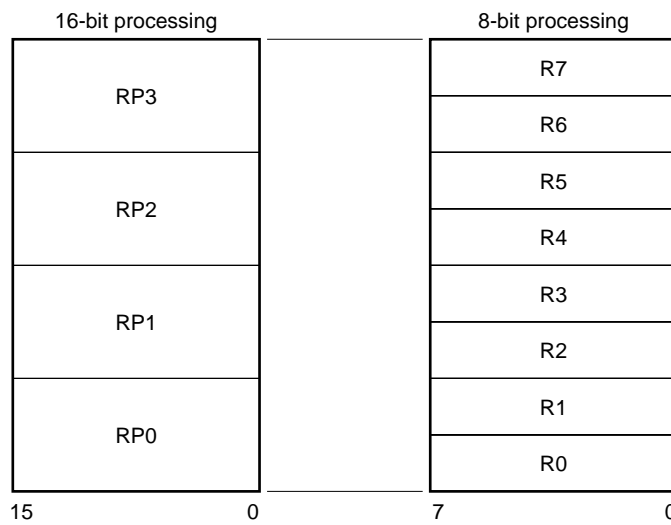 16-bit processing
8-bit processing
RP3
RP2
RP1
RP0
R7
R6
R5
R4
R3
R2
R1
R0
15 0
7 0